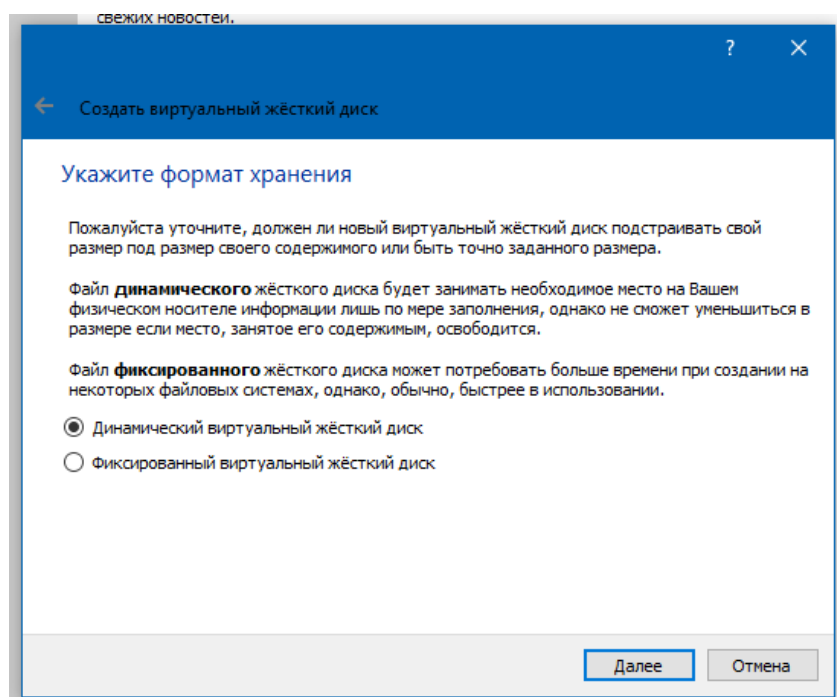 свежих новостей.
?
Создать виртуальный жёсткий диск
Укажите формат хранения
Пожалуйста уточните, должен ли новый виртуальный жёсткий диск подстраивать свой
размер под размер своего содержимого или быть точно заданного размера.
Файл динамического жёсткого диска будет занимать необходимое место на Вашем
физическом носителе информации лишь по мере заполнения, однако не сможет уменьшиться в
размере если место, занятое его содержимым, освободится.
Файл фиксированного жёсткого диска может потребовать больше времени при создании на
некоторых файловых системах, однако, обычно, быстрее в использовании.
Динамический виртуальный жёсткий диск
Фиксированный виртуальный жёсткий диск
Далее Отмена